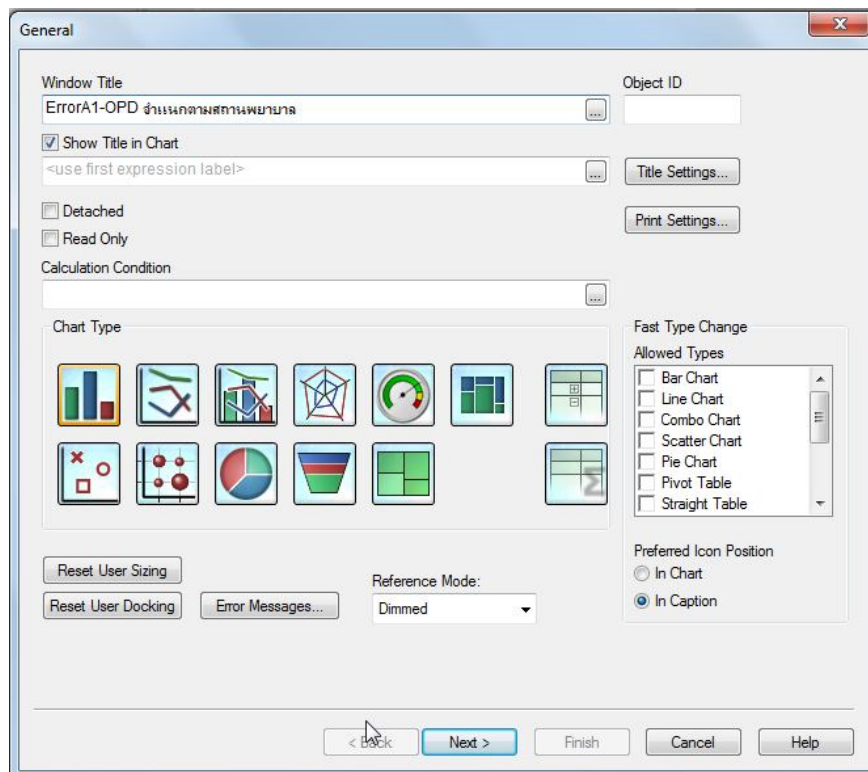 General
Window Title
Object ID
ErrorA1-OPD จำแนกตามสถานพยาบาล
...
Show Title in Chart
<use first expression label>
...
Title Settings...
Detached
Print Settings...
Read Only
Calculation Condition
...
Chart Type
Fast Type Change
Allowed Types
Bar Chart
Line Chart
Combo Chart
Scatter Chart
Pie Chart
Pivot Table
Straight Table
Preferred Icon Position
In Chart
In Caption
Reset User Sizing
Reference Mode:
Reset User Docking
Error Messages...
Dimmed
< Back
Next >
Finish
Cancel
Help